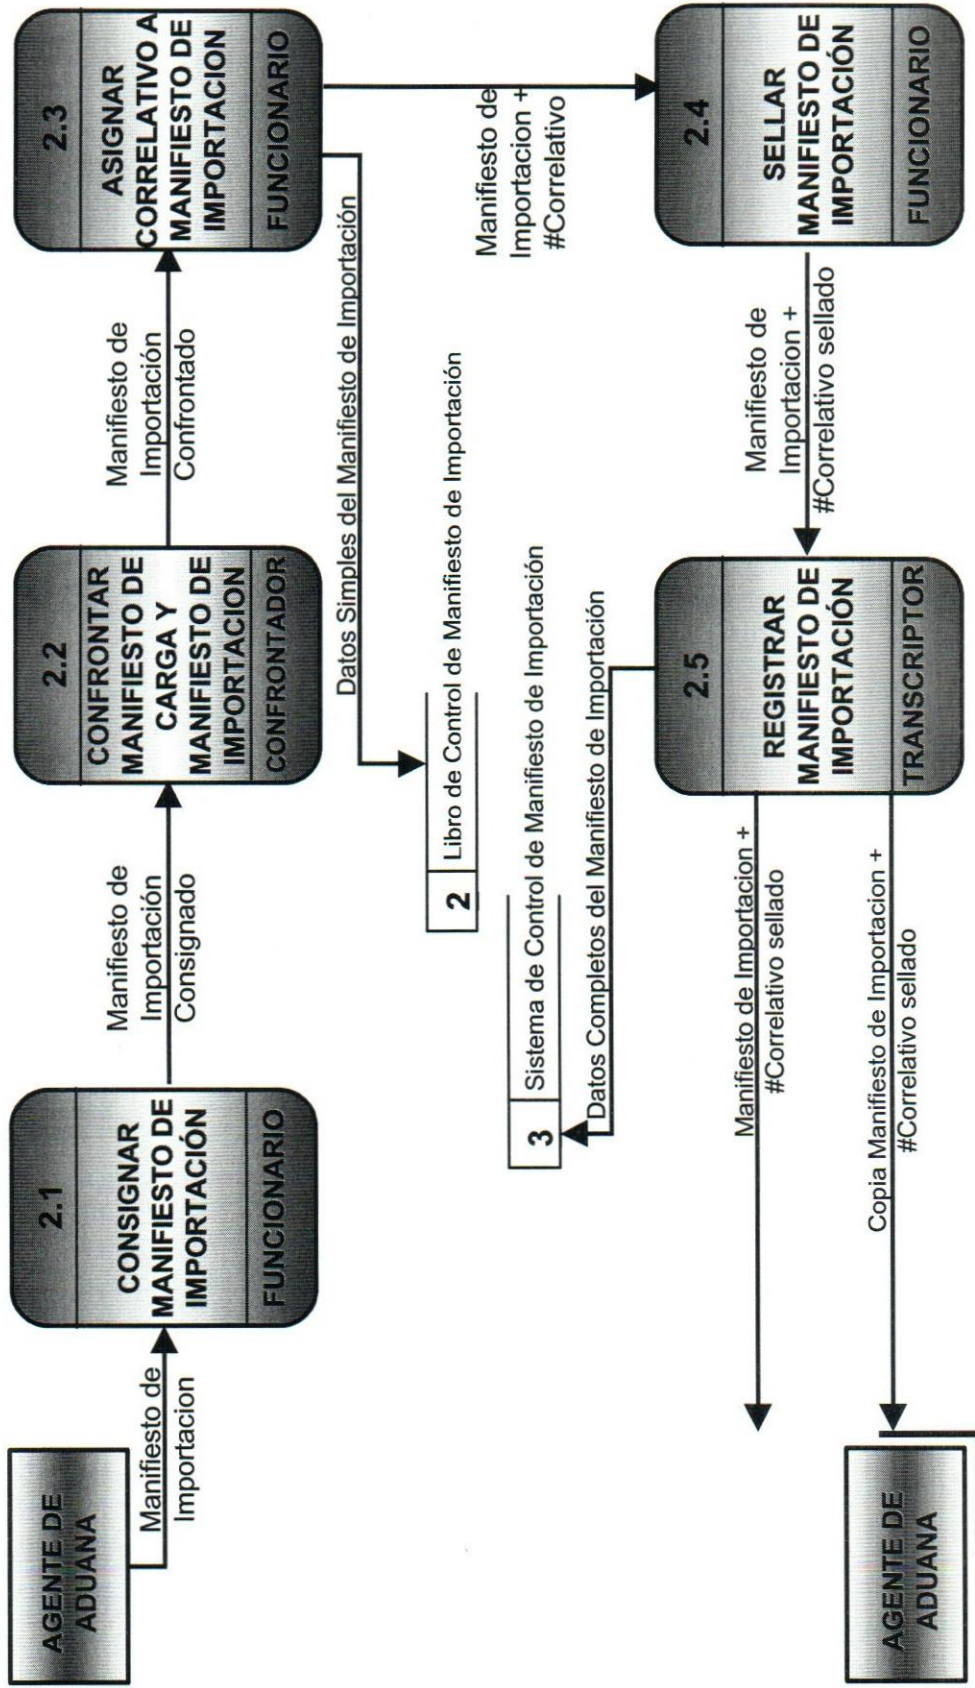 AGENTE DE
ADUANA
Manifiesto de
Importacion
2.1
CONSIGNAR
MANIFIESTO DE
IMPORTACIÓN
FUNCIONARIO
Manifiesto de
Importación
Consignado
2.2
CONFRONTAR
MANIFIESTO DE
CARGA Y
MANIFIESTO DE
IMPORTACION
CONFRONTADOR
Manifiesto de
Importación
Confrontado
2.3
ASIGNAR
CORRELATIVO A
MANIFIESTO DE
IMPORTACION
FUNCIONARIO
Datos Simples del Manifiesto de Importación
2 Libro de Control de Manifiesto de Importación
Manifiesto de
Importacion +
#Correlativo
3 Sistema de Control de Manifiesto de Importación
Datos Completos del Manifiesto de Importación
2.4
SELLAR
MANIFIESTO DE
IMPORTACIÓN
FUNCIONARIO
Manifiesto de
Importacion +
#Correlativo sellado
2.5
REGISTRAR
MANIFIESTO DE
IMPORTACIÓN
TRANSCRIPTOR
Manifiesto de Importacion +
#Correlativo sellado
Copia Manifiesto de Importacion +
#Correlativo sellado
AGENTE DE
ADUANA